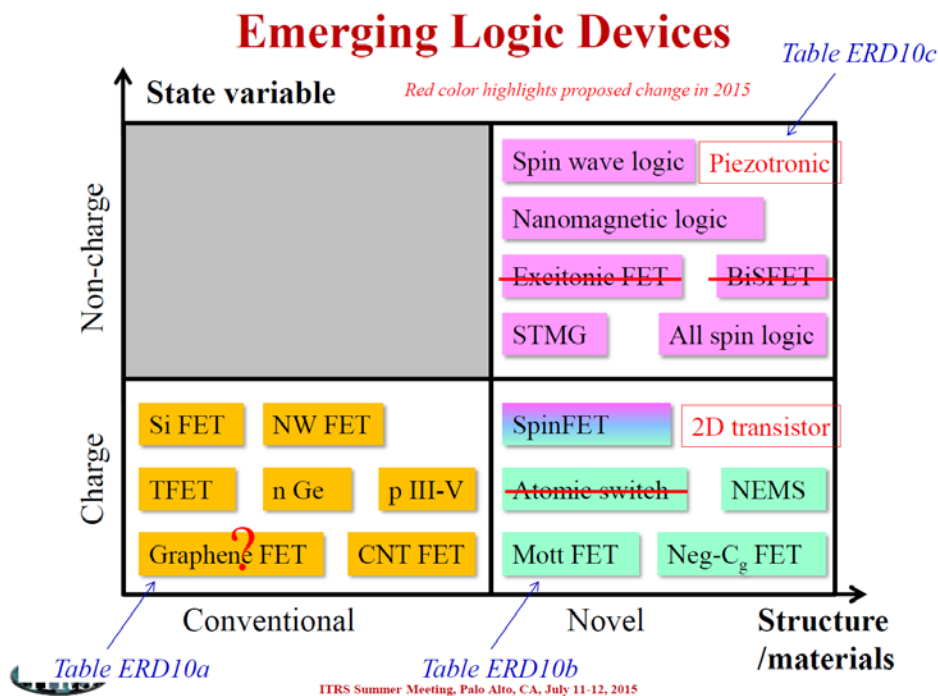 Emerging Logic Devices
Table ERD10c
State variable
Red color highlights proposed change in 2015
Non-charge
Spin wave logic
Piezotronic
Nanomagnetic logic
Excitonic FET
BiSFET
STMG
All spin logic
Charge
Si FET
NW FET
TFET
n Ge
p III-V
Graphene FET
?
CNT FET
SpinFET
2D transistor
Atomic switch
NEMS
Mott FET
Neg-Cg FET
Conventional
Novel
Structure
/materials
Table ERD10a
Table ERD10b
ITRS Summer Meeting, Palo Alto, CA, July 11-12, 2015